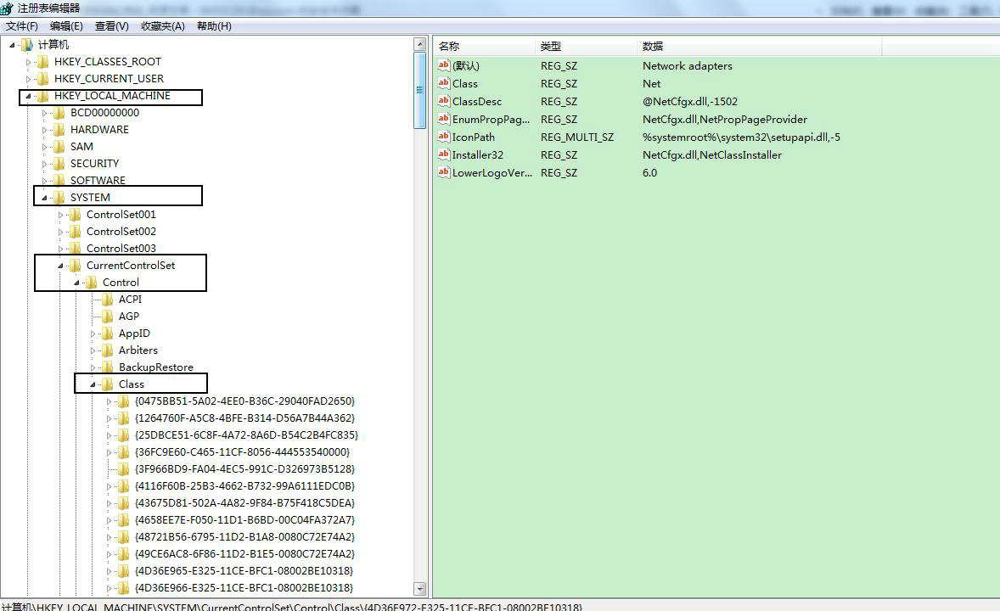 注册表编辑器
文件(F) 编辑(E) 查看(V) 收藏夹(A) 帮助(H)
计算机
HKEY_CLASSES_ROOT
HKEY_CURRENT_USER
HKEY_LOCAL_MACHINE
BCD00000000
HARDWARE
SAM
SECURITY
SOFTWARE
SYSTEM
ControlSet001
ControlSet002
ControlSet003
CurrentControlSet
Control
ACPI
AGP
AppID
Arbiters
BackupRestore
Class
{0475BB51-5A02-4EE0-B36C-29040FAD2650}
{1264760F-A5C8-4BFE-B314-D56A7B44A362}
{25DBCE51-6C8F-4A72-8A6D-B54C2B4FC835}
{36FC9E60-C465-11CF-8056-444553540000}
{3F966BD9-FA04-4EC5-991C-D326973B5128}
{4116F60B-25B3-4662-B732-99A6111EDC0B}
{43675D81-502A-4A82-9F84-B75F418C5DEA}
{4658EE7E-F050-11D1-B6BD-00C04FA372A7}
{48721B56-6795-11D2-B1A8-0080C72E74A2}
{49CE6AC8-6F86-11D2-B1E5-0080C72E74A2}
{4D36E965-E325-11CE-BFC1-08002BE10318}
{4D36E966-E325-11CE-BFC1-08002BE10318}
名称 类型 数据
ab (默认) REG_SZ Network adapters
ab Class REG_SZ Net
ab ClassDesc REG_SZ @NetCfgx.dll,-1502
ab EnumPropPag... REG_SZ NetCfgx.dll,NetPropPageProvider
ab IconPath REG_MULTI_SZ %systemroot%\system32\setupapi.dll,-5
ab Installer32 REG_SZ NetCfgx.dll,NetClassInstaller
ab LowerLogoVer... REG_SZ 6.0
计算机\HKEY_LOCAL_MACHINE\SYSTEM\CurrentControlSet\Control\Class\{4D36E972-E325-11CE-BFC1-08002BE10318}